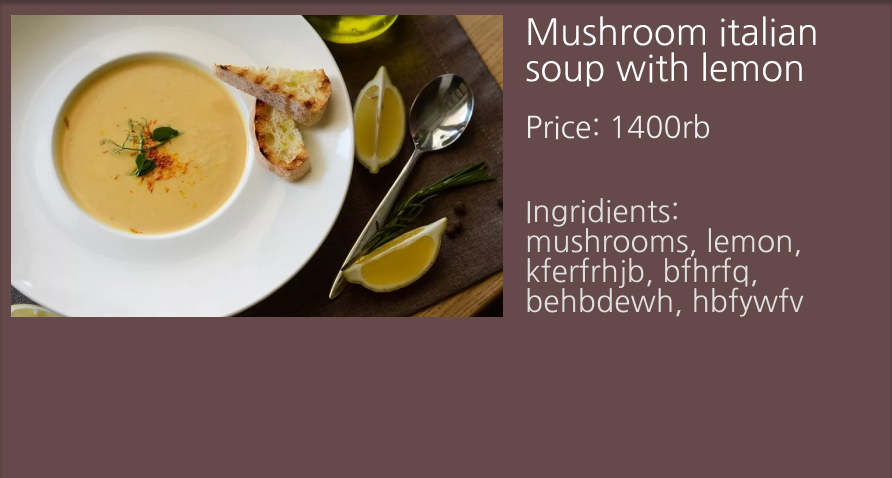 Mushroom italian
soup with lemon
Price: 1400rb
Ingridients:
mushrooms, lemon,
kferfrhjb, bfhrfq,
behbdewh, hbfywfv